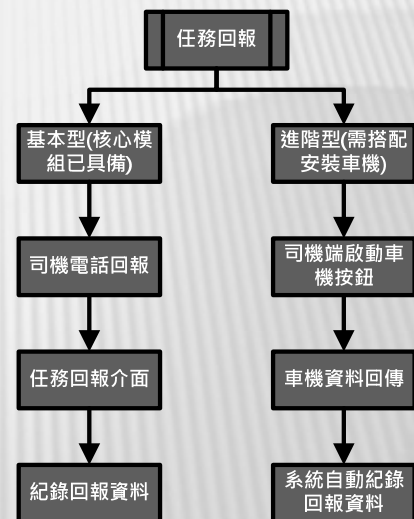 任務回報
基本型(核心模
組已具備)
進階型(需搭配
安裝車機)
司機電話回報
司機端啟動車
機按鈕
任務回報介面
車機資料回傳
紀錄回報資料
系統自動紀錄
回報資料